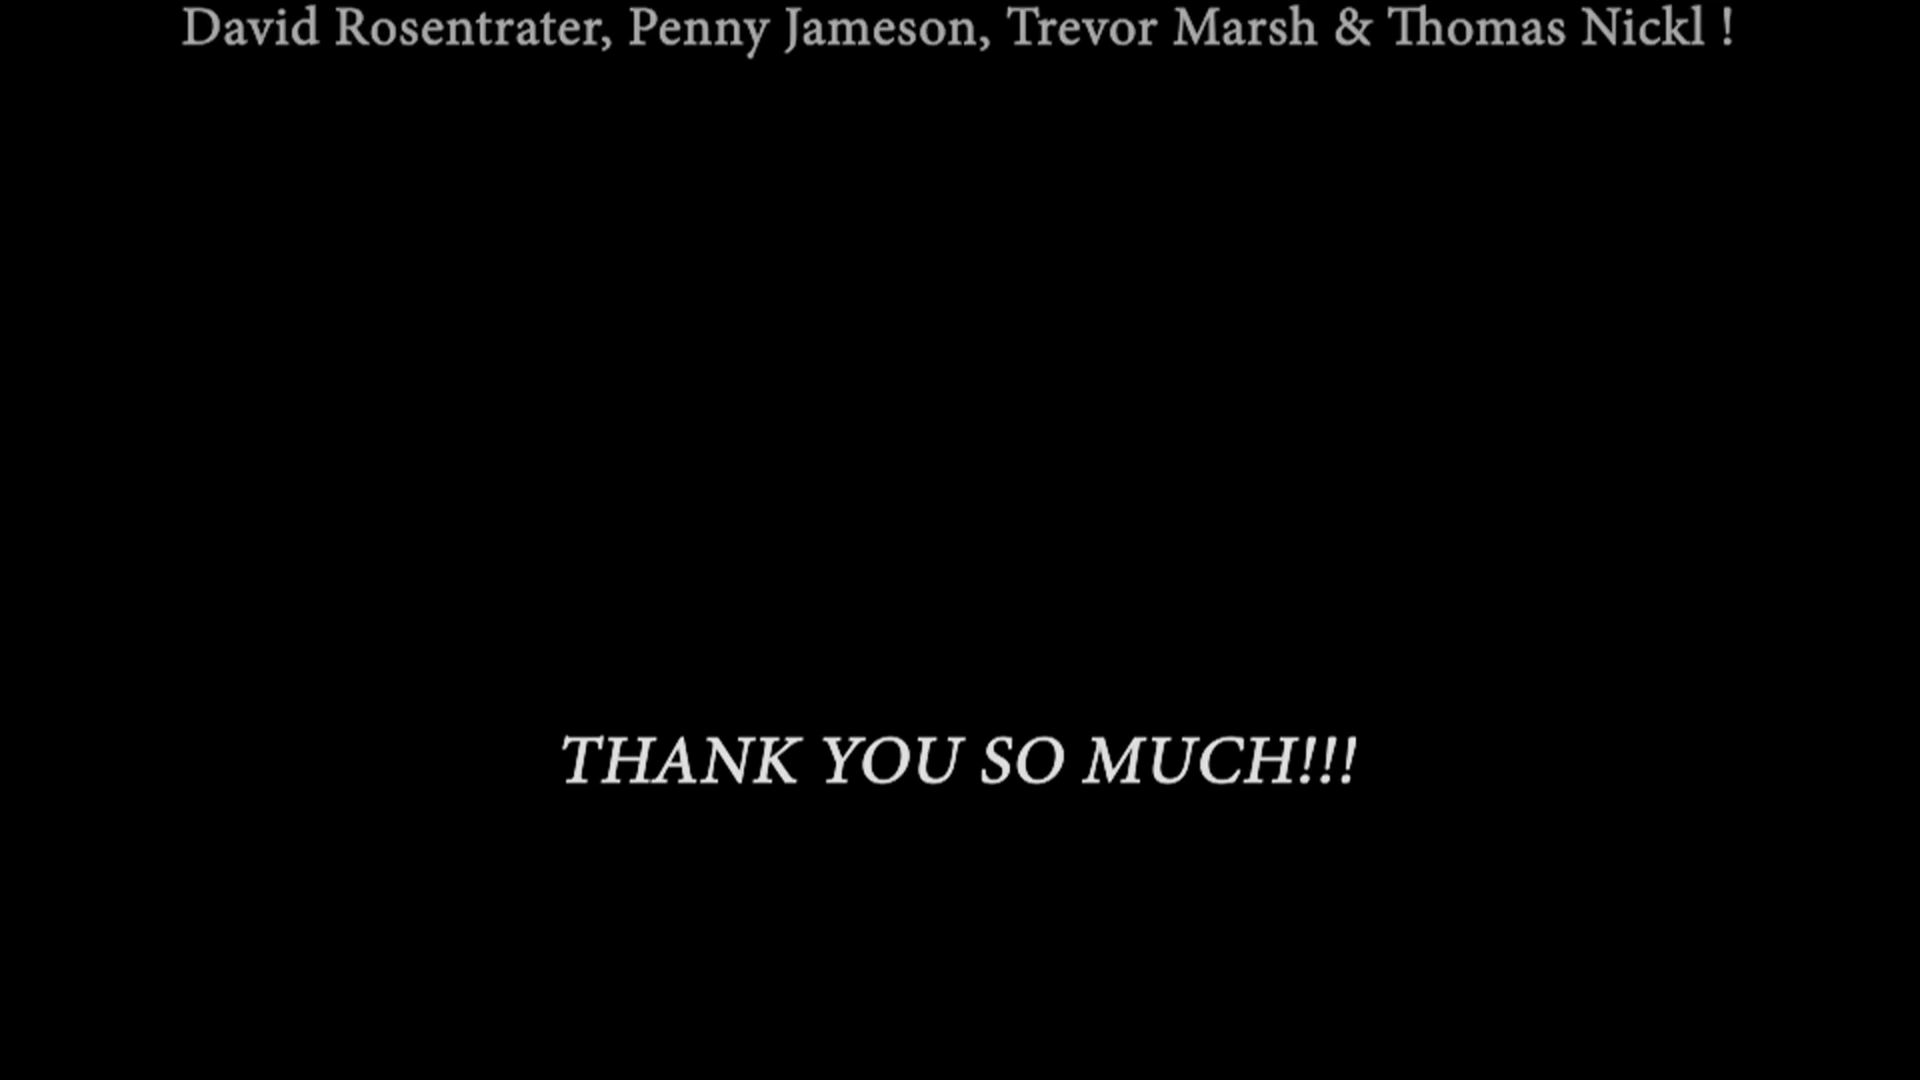 David Rosentrater, Penny Jameson, Trevor Marsh & Thomas Nickl !
THANK YOU SO MUCH!!!